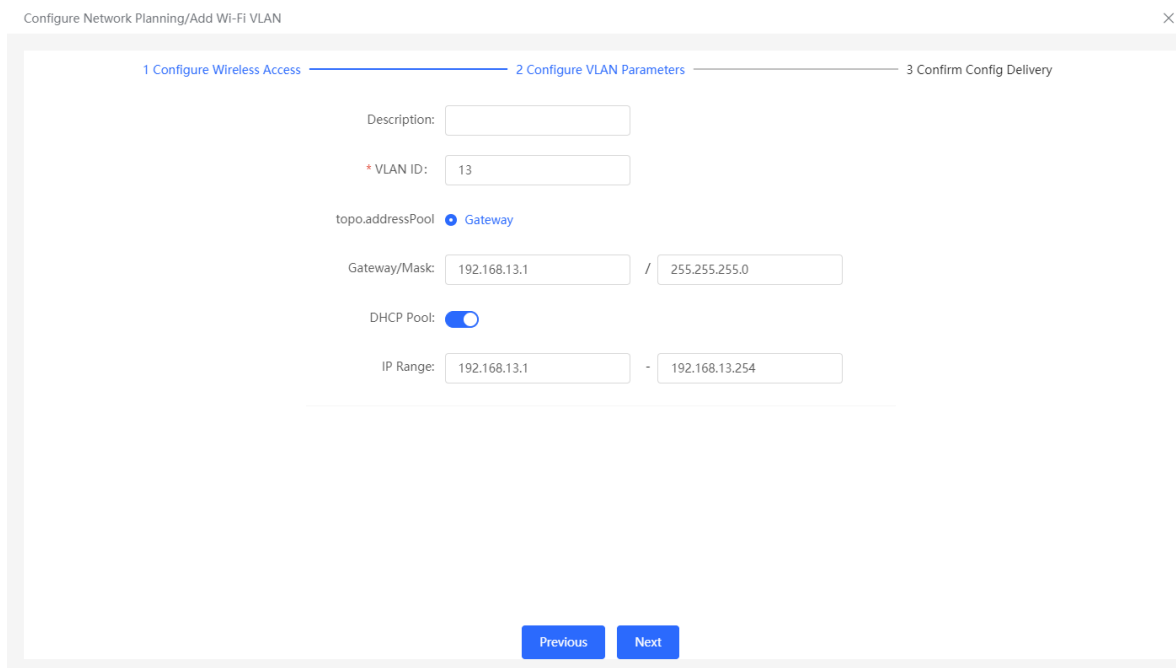 Configure Network Planning/Add Wi-Fi VLAN
1 Configure Wireless Access 2 Configure VLAN Parameters 3 Confirm Config Delivery
Description:
* VLAN ID: 13
topo.addressPool Gateway
Gateway/Mask: 192.168.13.1 / 255.255.255.0
DHCP Pool:
IP Range: 192.168.13.1 - 192.168.13.254
Previous Next